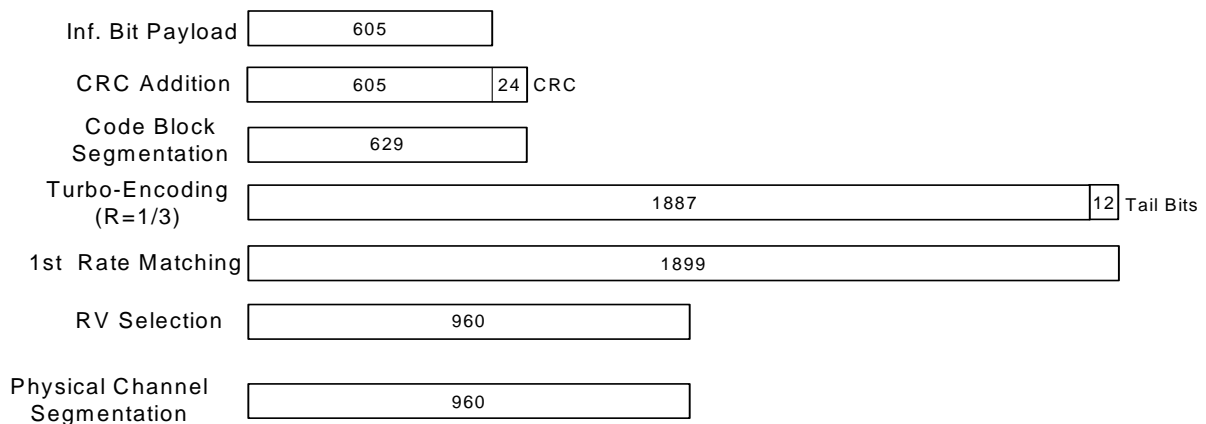 Inf. Bit Payload 605
CRC Addition 605 24 CRC
Code Block
Segmentation 629
Turbo-Encoding
(R=1/3) 1887 12 Tail Bits
1st Rate Matching 1899
RV Selection 960
Physical Channel
Segmentation 960